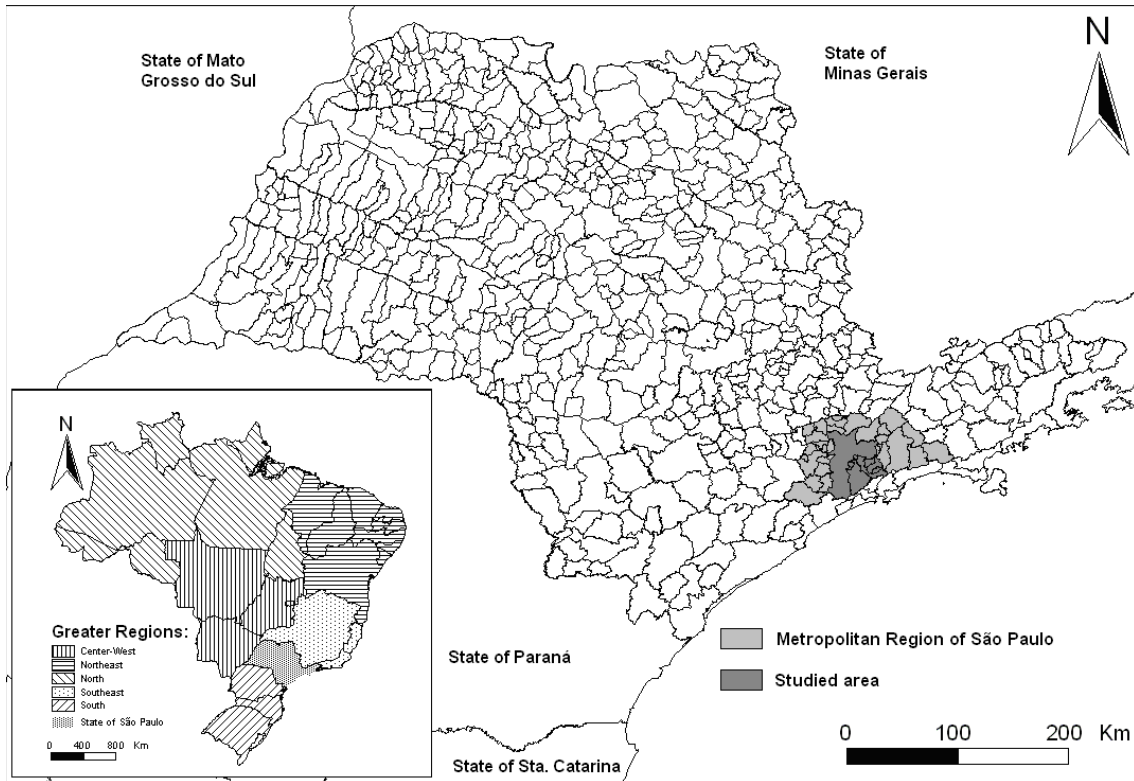 State of Mato
Grosso do Sul
State of
Minas Gerais
N
N
Greater Regions:
Center-West
Northeast
North
Southeast
South
State of São Paulo
0 400 800 Km
State of Paraná
State of Sta. Catarina
Metropolitan Region of São Paulo
Studied area
0 100 200 Km